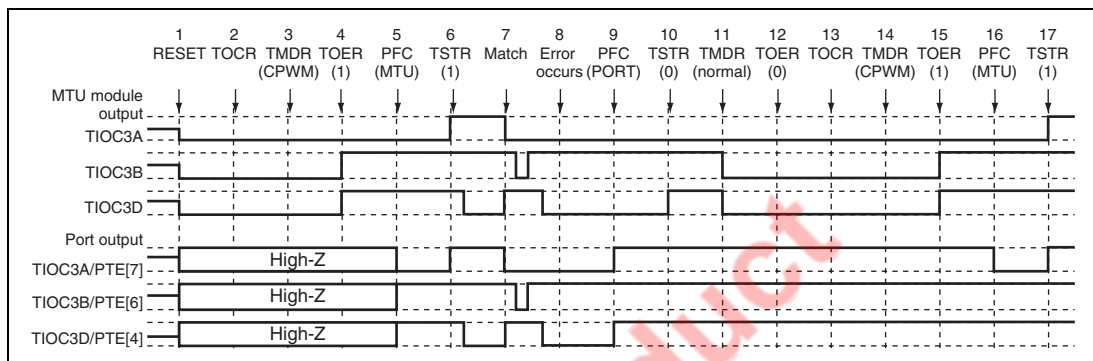 1 2 3 4 5 6 7 8 9 10 11 12 13 14 15 16 17
RESET TOCR TMDR TOER PFC TSTR Match Error PFC TSTR TMDR TOER TOCR TMDR TOER PFC TSTR
(CPWM) (1) (MTU) (1) occurs (PORT) (0) (normal) (0) (CPWM) (1) (MTU) (1)
MTU module
output
TIOC3A
TIOC3B
TIOC3D
Port output
TIOC3A/PTE[7] High-Z
TIOC3B/PTE[6] High-Z
TIOC3D/PTE[4] High-Z
duct